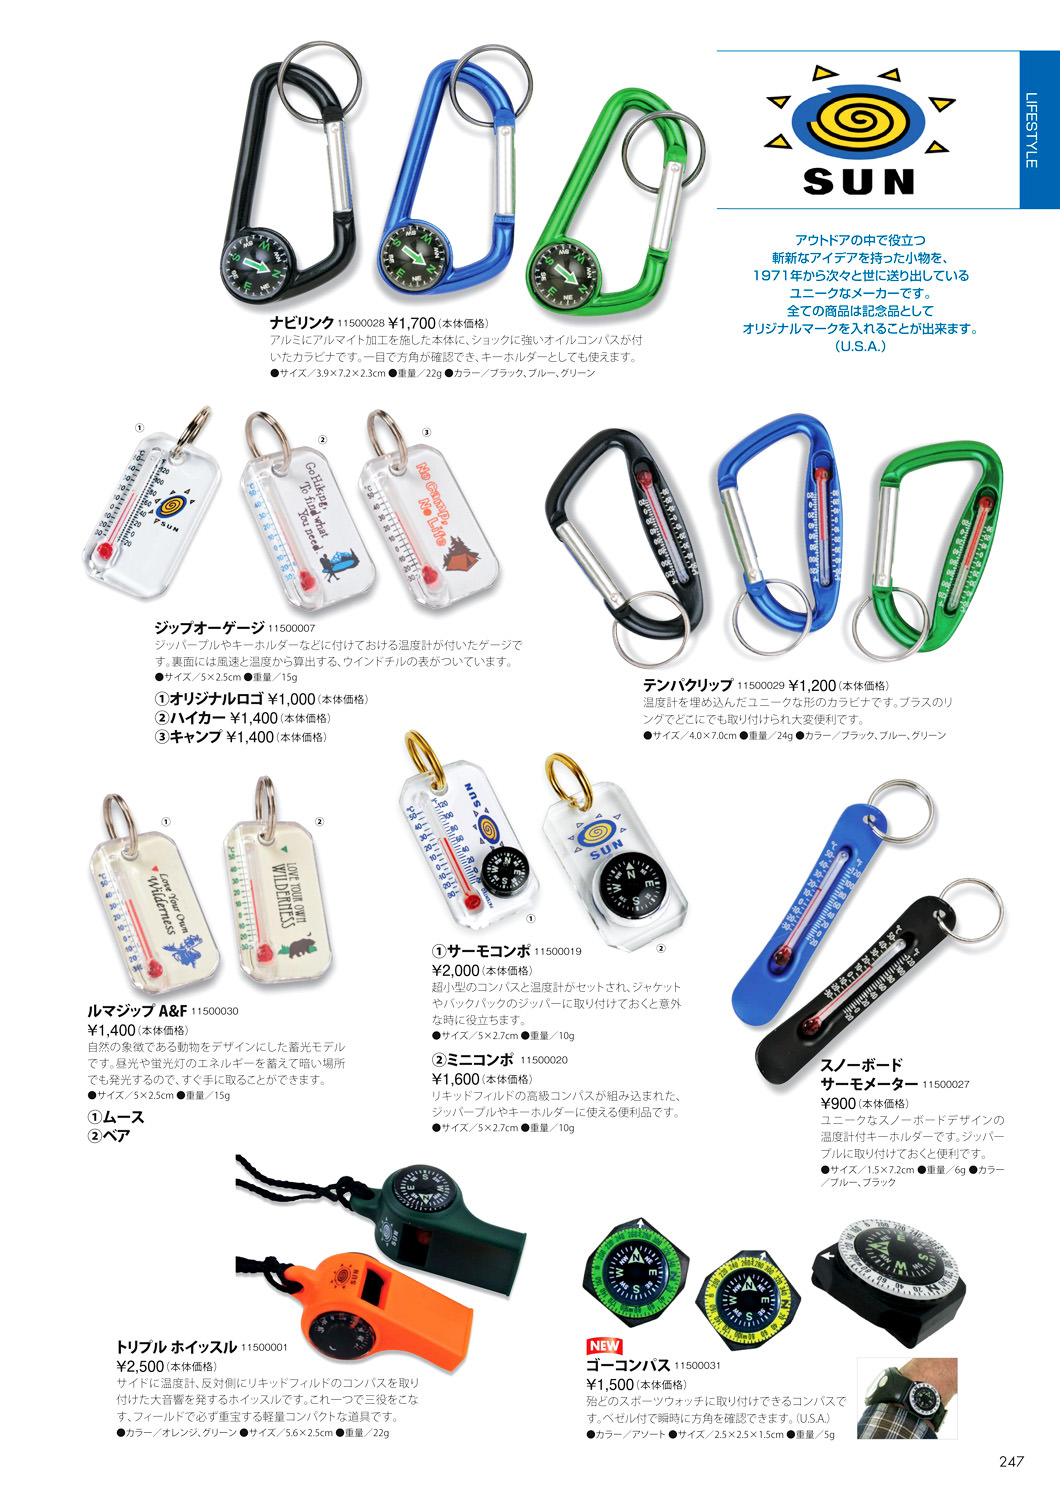 LIFESTYLE
SUN
アウトドアの中で役立つ
斬新なアイデアを持った小物を、
1971年から次々と世に送り出している
ユニークなメーカーです。
全ての商品は記念品として
オリジナルマークを入れることが出来ます。
（U.S.A.）
ナビリンク 11500028 ¥1,700（本体価格）
アルミにアルマイト加工を施した本体に、ショックに強いオイルコンパスが付
いたカラビナです。一目で方角が確認でき、キーホルダーとしても使えます。
●サイズ／3.9×7.2×2.3cm ●重量／22g ●カラー／ブラック、ブルー、グリーン
① ② ③
SUN
Go Hiking,
To find what
You need.
No Camp,
No Life
ジップオーゲージ 11500007
ジッパープルやキーホルダーなどに付けておける温度計が付いたゲージで
す。裏面には風速と温度から算出する、ウインドチルの表がついています。
●サイズ／5×2.5cm ●重量／15g
①オリジナルロゴ ¥1,000（本体価格）
②ハイカー ¥1,400（本体価格）
③キャンプ ¥1,400（本体価格）
テンパクリップ 11500029 ¥1,200（本体価格）
温度計を埋め込んだユニークな形のカラビナです。プラスのリ
ングでどこにでも取り付けられ大変便利です。
●サイズ／4.0×7.0cm ●重量／24g ●カラー／ブラック、ブルー、グリーン
① ②
Love Your Own
Wilderness
LOVE YOUR OWN
WILDERNESS
ルマジップ A&F 11500030
¥1,400（本体価格）
自然の象徴である動物をデザインにした蓄光モデル
です。昼光や蛍光灯のエネルギーを蓄えて暗い場所
でも発光するので、すぐ手に取ることができます。
●サイズ／5×2.5cm ●重量／15g
①ムース
②ベア
SUN
SUN
① ②
①サーモコンポ 11500019
¥2,000（本体価格）
超小型のコンパスと温度計がセットされ、ジャケット
やバックパックのジッパーに取り付けておくと意外
な時に役立ちます。
●サイズ／5×2.7cm ●重量／10g
②ミニコンポ 11500020
¥1,600（本体価格）
リキッドフィルドの高級コンパスが組み込まれた、
ジッパープルやキーホルダーに使える便利品です。
●サイズ／5×2.7cm ●重量／10g
スノーボード
サーモメーター 11500027
¥900（本体価格）
ユニークなスノーボードデザインの
温度計付キーホルダーです。ジッパー
プルに取り付けておくと便利です。
●サイズ／1.5×7.2cm ●重量／6g ●カラー
／ブルー、ブラック
SUN
SUN
トリプル ホイッスル 11500001
¥2,500（本体価格）
サイドに温度計、反対側にリキッドフィルドのコンパスを取り
付けた大音響を発するホイッスルです。これ一つで三役をこな
す、フィールドで必ず重宝する軽量コンパクトな道具です。
●カラー／オレンジ、グリーン ●サイズ／5.6×2.5cm ●重量／22g
NEW
ゴーコンパス 11500031
¥1,500（本体価格）
殆どのスポーツウォッチに取り付けできるコンパスで
す。ベゼル付で瞬時に方角を確認できます。（U.S.A.）
●カラー／アソート ●サイズ／2.5×2.5×1.5cm ●重量／5g
247